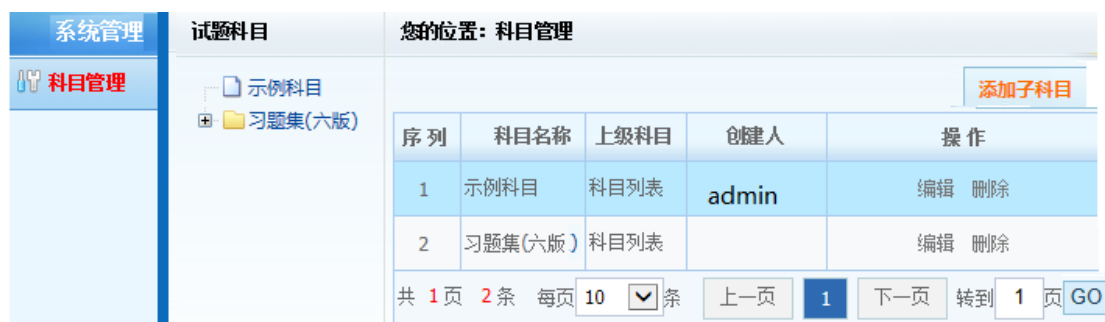 系统管理
科目管理
试题科目
示例科目
习题集(六版)
您的位置：科目管理
添加子科目
序列 科目名称 上级科目 创建人 操作
1 示例科目 科目列表 admin 编辑 删除
2 习题集(六版) 科目列表 编辑 删除
共 1页 2条 每页 10 条 上一页 1 下一页 转到 1 页 GO